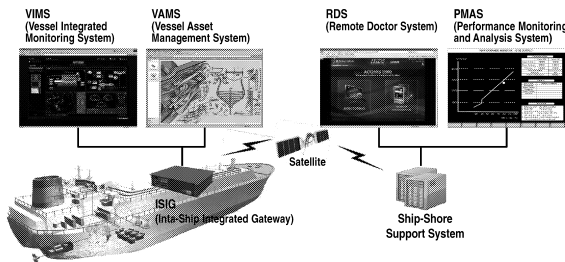 VIMS
(Vessel Integrated
Monitoring System)
VAMS
(Vessel Asset
Management System)
RDS
(Remote Doctor System)
PMAS
(Performance Monitoring
and Analysis System)
Satellite
ISIG
(Inta-Ship Integrated Gateway)
Ship-Shore
Support System